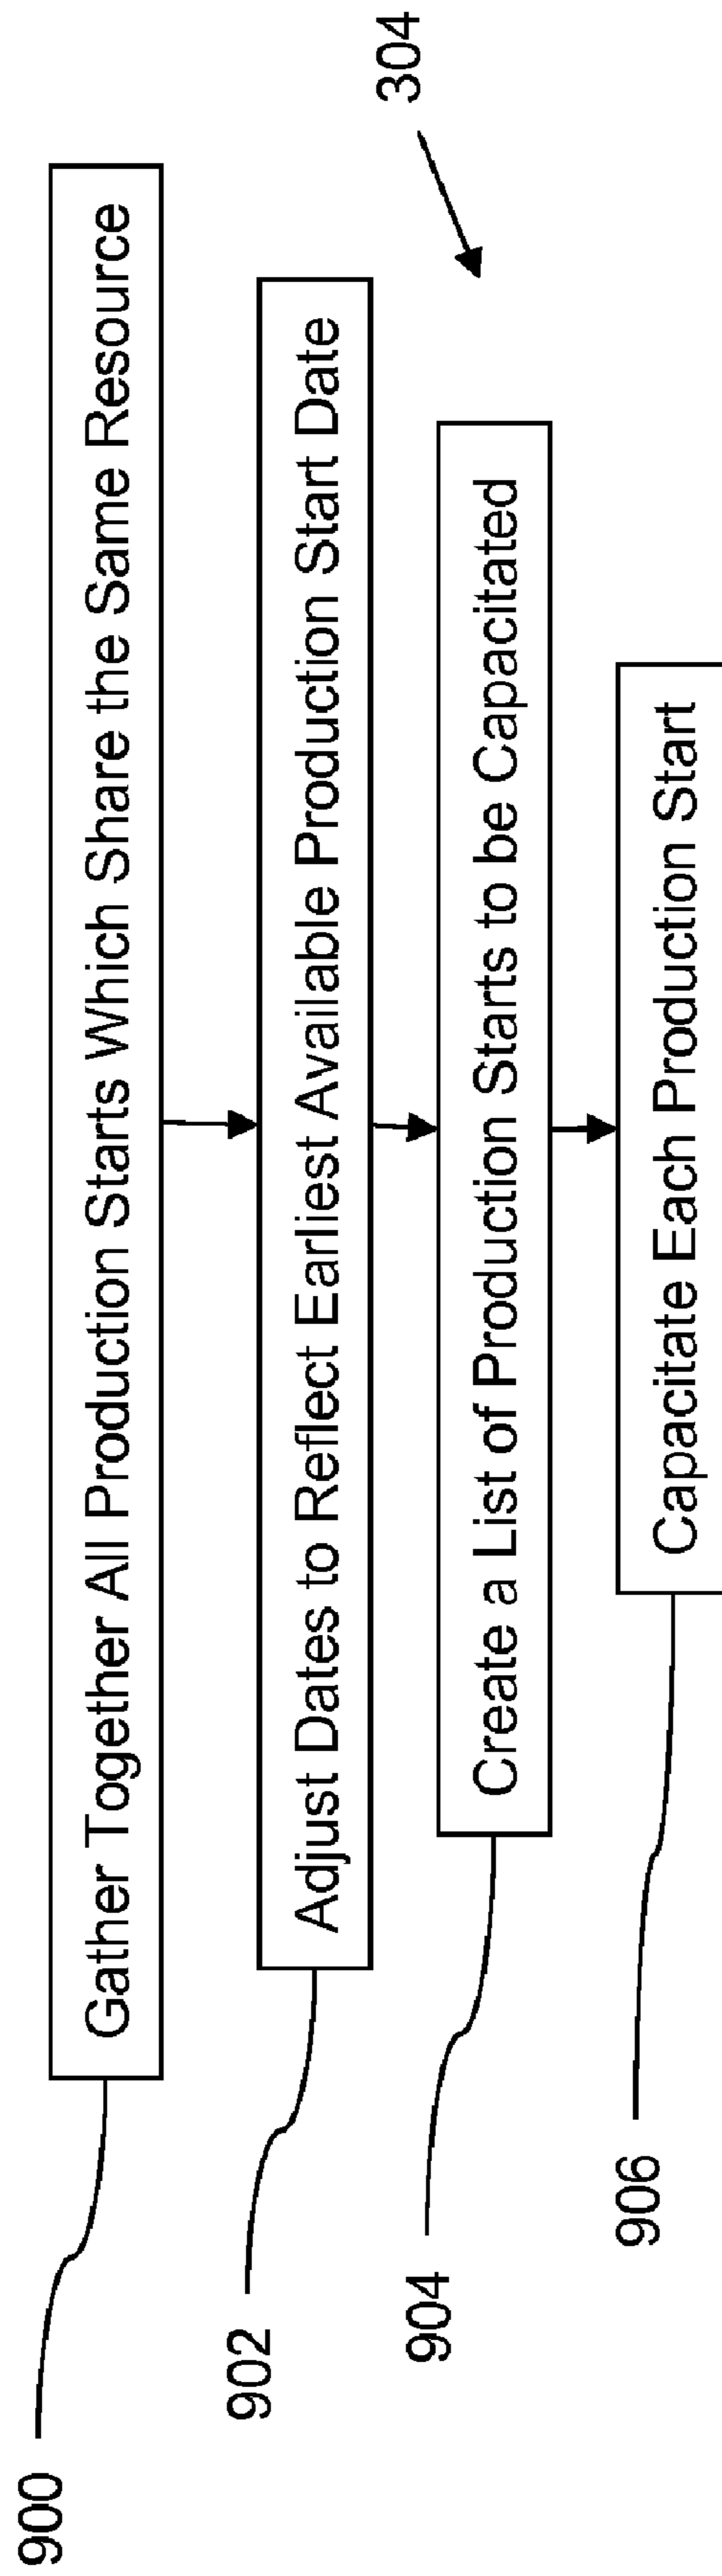 900
Gather Together All Production Starts Which Share the Same Resource
902
Adjust Dates to Reflect Earliest Available Production Start Date
304
904
Create a List of Production Starts to be Capacitated
906
Capacitate Each Production Start